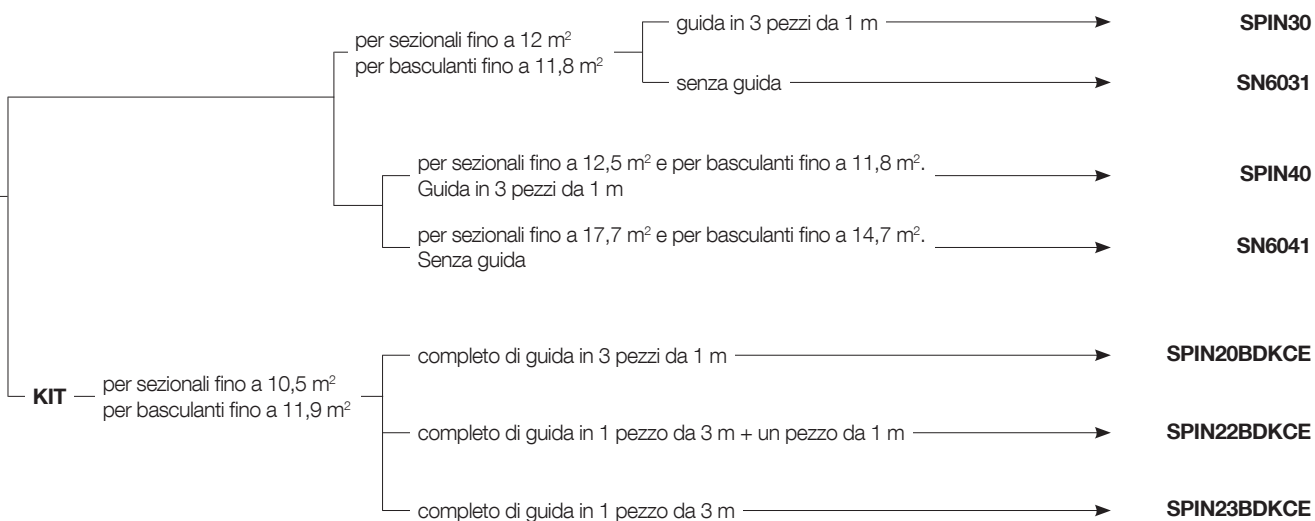 guida in 3 pezzi da 1 m SPIN30
per sezionali fino a 12 m²
per basculanti fino a 11,8 m²
senza guida SN6031
per sezionali fino a 12,5 m² e per basculanti fino a 11,8 m².
Guida in 3 pezzi da 1 m
SPIN40
per sezionali fino a 17,7 m² e per basculanti fino a 14,7 m².
Senza guida
SN6041
KIT
per sezionali fino a 10,5 m²
per basculanti fino a 11,9 m²
completo di guida in 3 pezzi da 1 m SPIN20BDKCE
completo di guida in 1 pezzo da 3 m + un pezzo da 1 m SPIN22BDKCE
completo di guida in 1 pezzo da 3 m SPIN23BDKCE